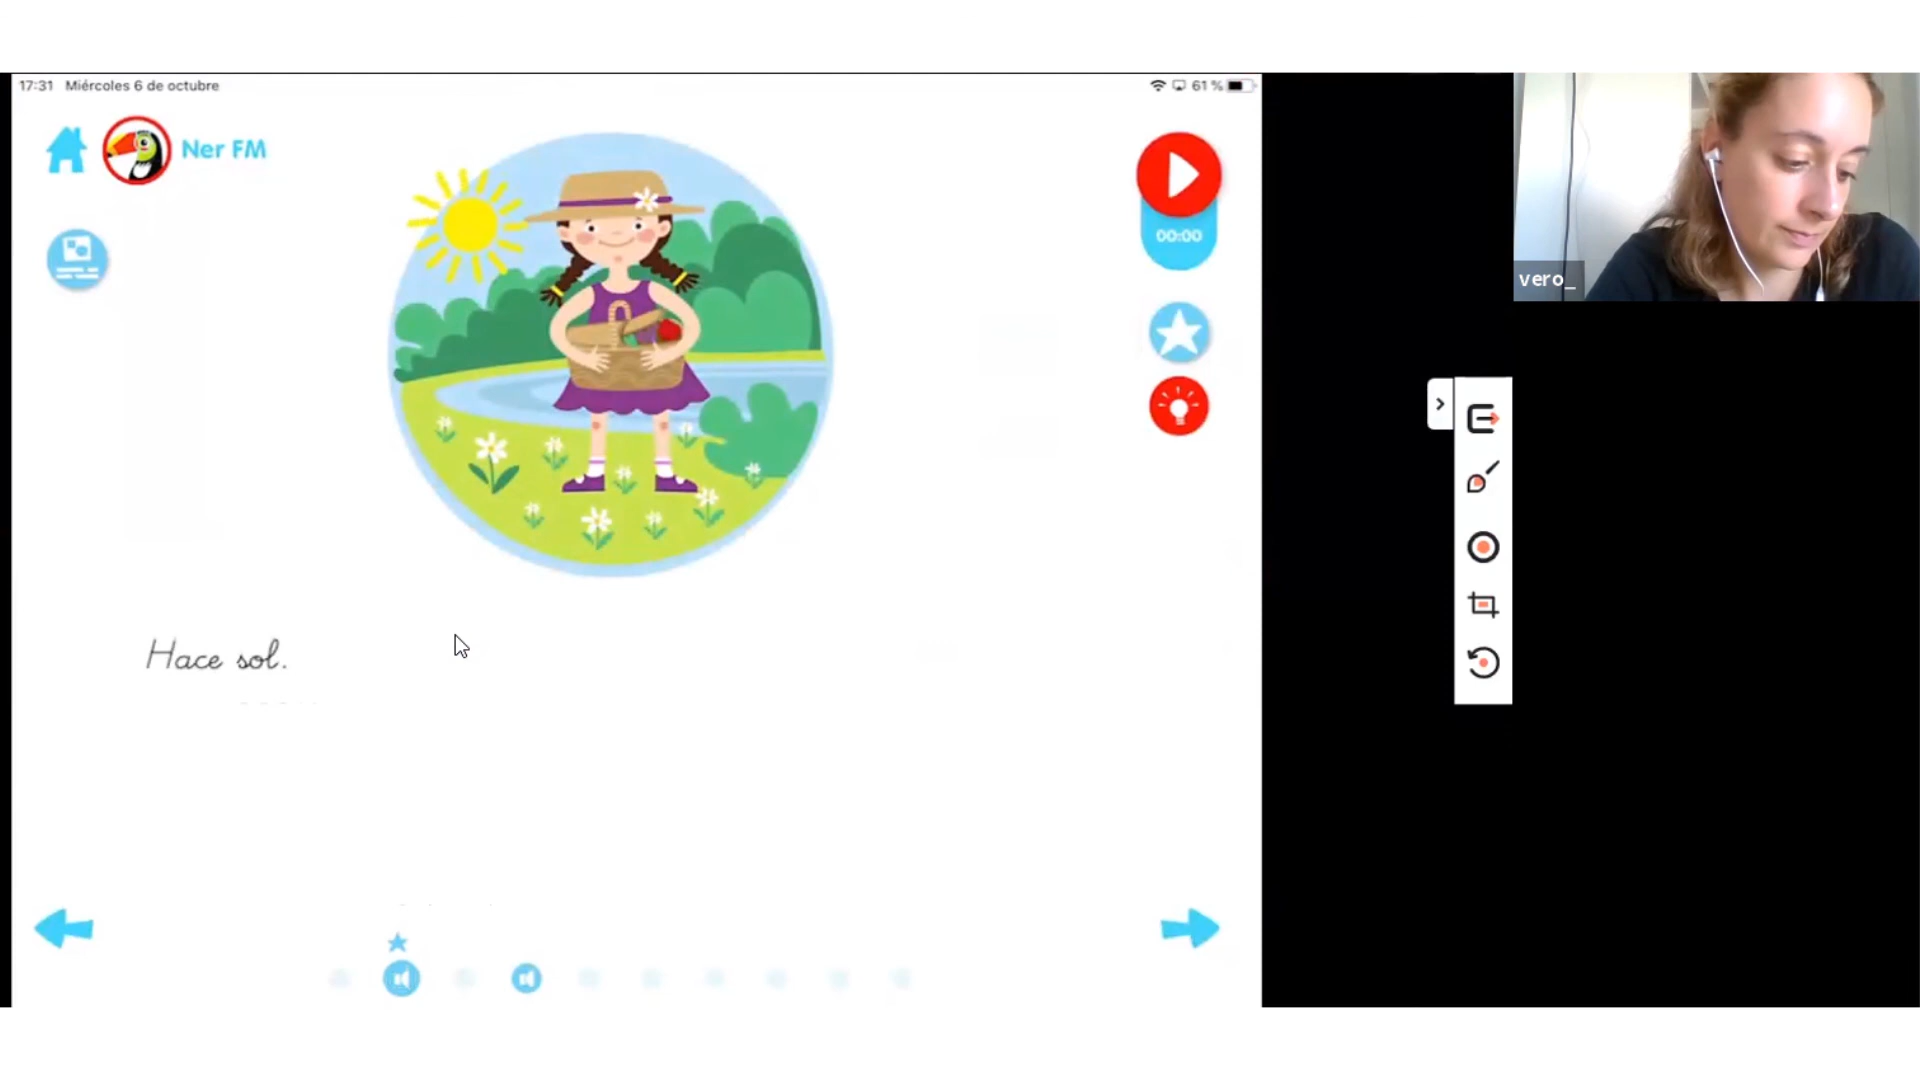 17:31 Miércoles 6 de octubre
61 %
Ner FM
00:00
vero_
Hace sol.